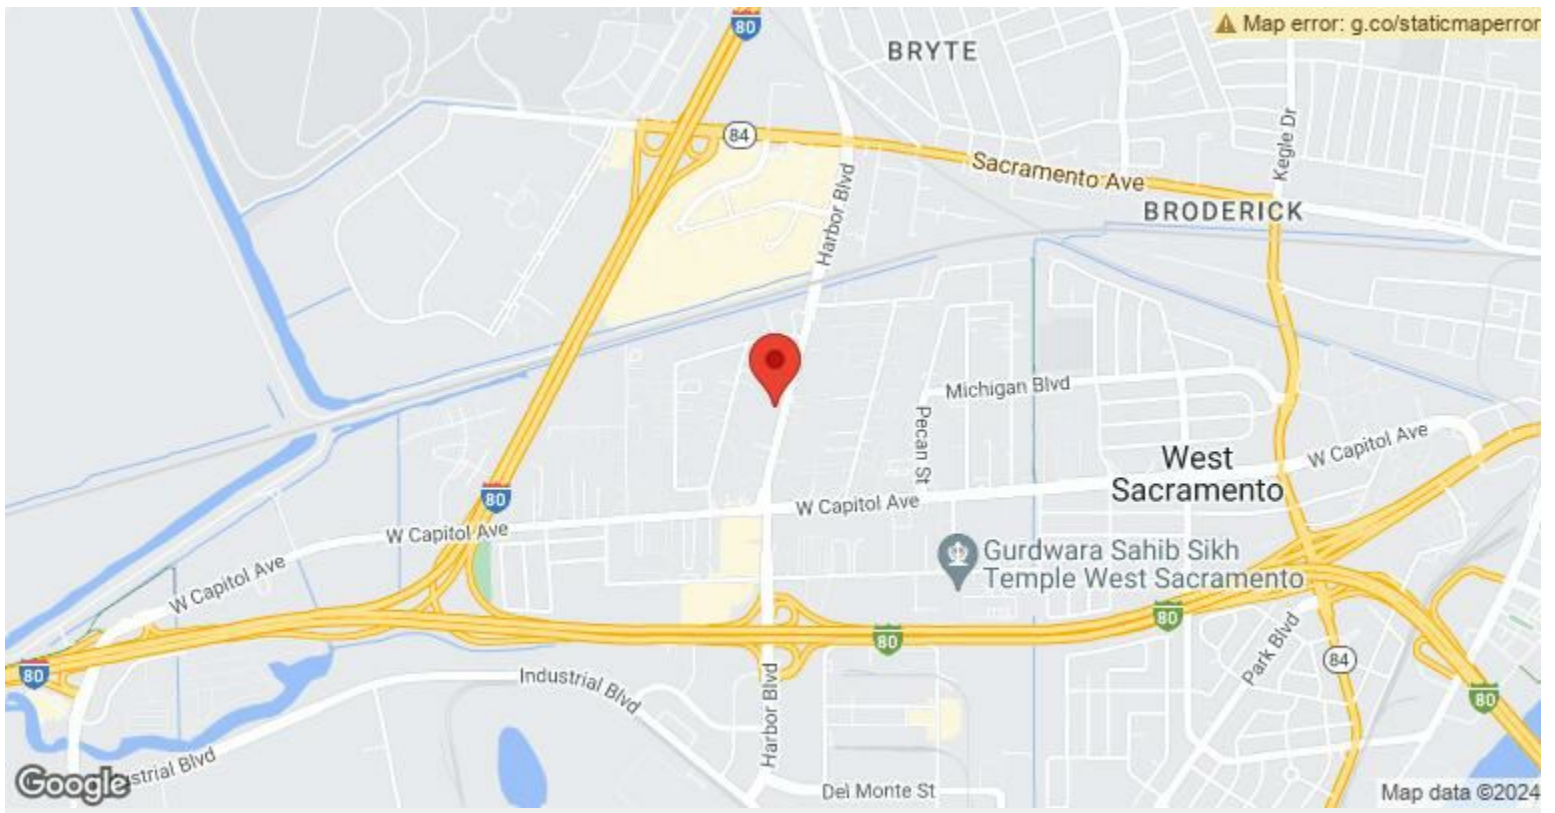 80
⚠ Map error: g.co/staticmaperror
BRYTE
84
Kegle Dr
Sacramento Ave
Harbor Blvd
BRODERICK
Michigan Blvd
Pecan St
W Capitol Ave
West
Sacramento
80
W Capitol Ave
W Capitol Ave
Gurdwara Sahib Sikh
Temple West Sacramento
W Capitol Ave
80
80
Park Blvd
84
80
Industrial Blvd
Harbor Blvd
80
ustrial Blvd
Google
Del Monte St
Map data ©2024